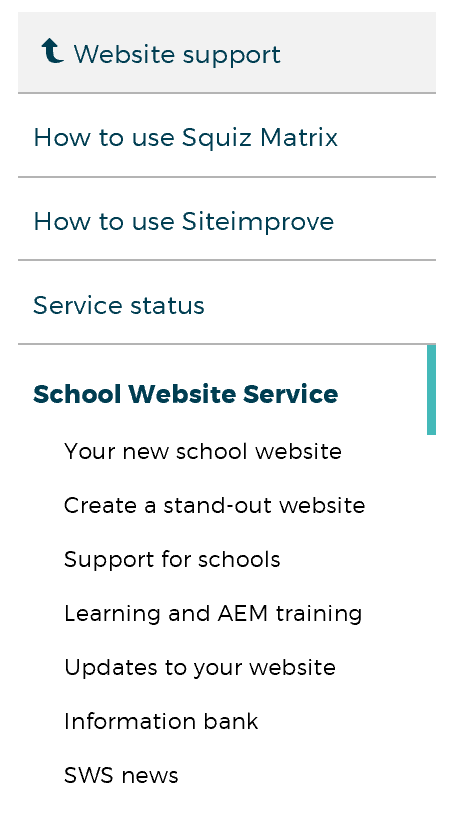 Website support
How to use Squiz Matrix
How to use Siteimprove
Service status
School Website Service
Your new school website
Create a stand-out website
Support for schools
Learning and AEM training
Updates to your website
Information bank
SWS news